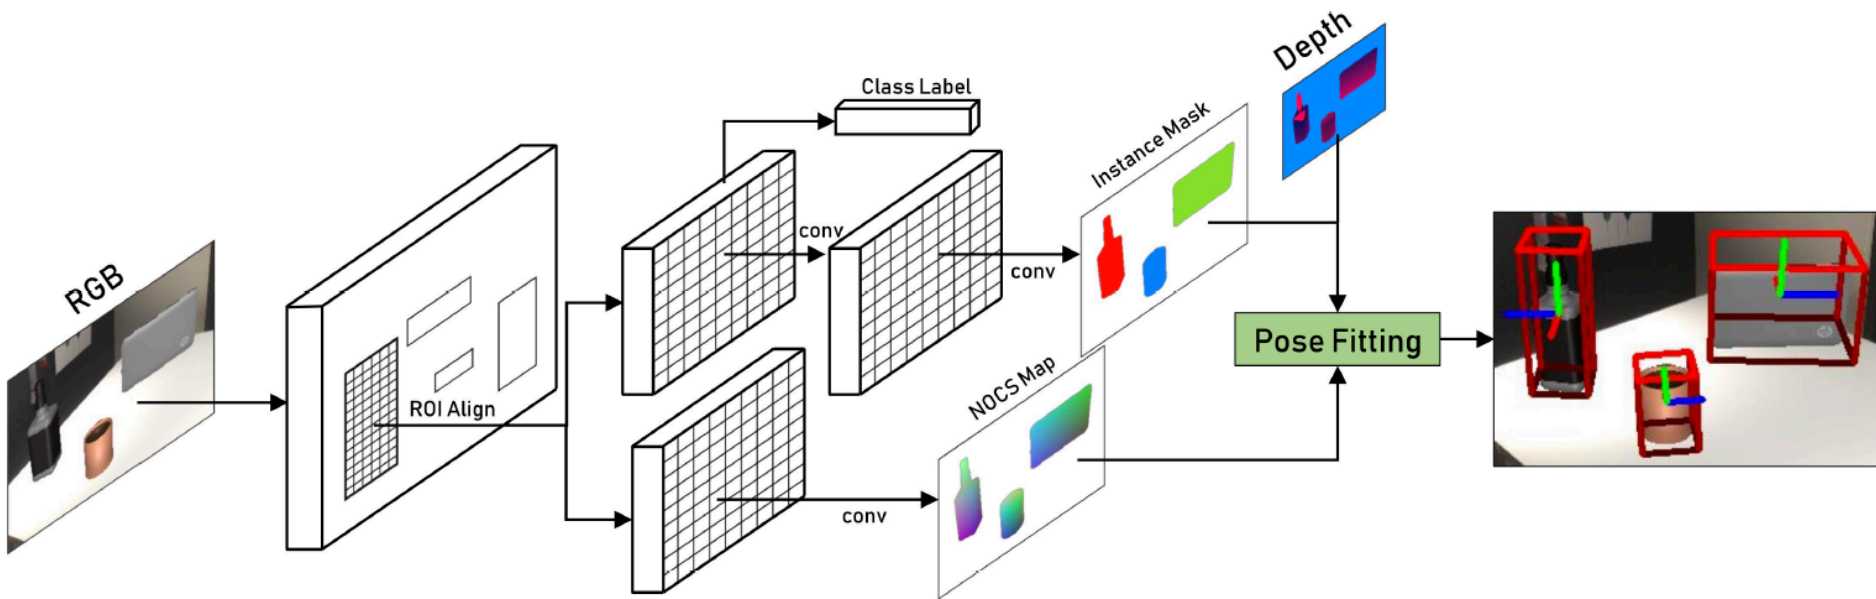 RGB
ROI Align
Class Label
conv
conv
conv
Instance Mask
NOCS Map
Depth
Pose Fitting